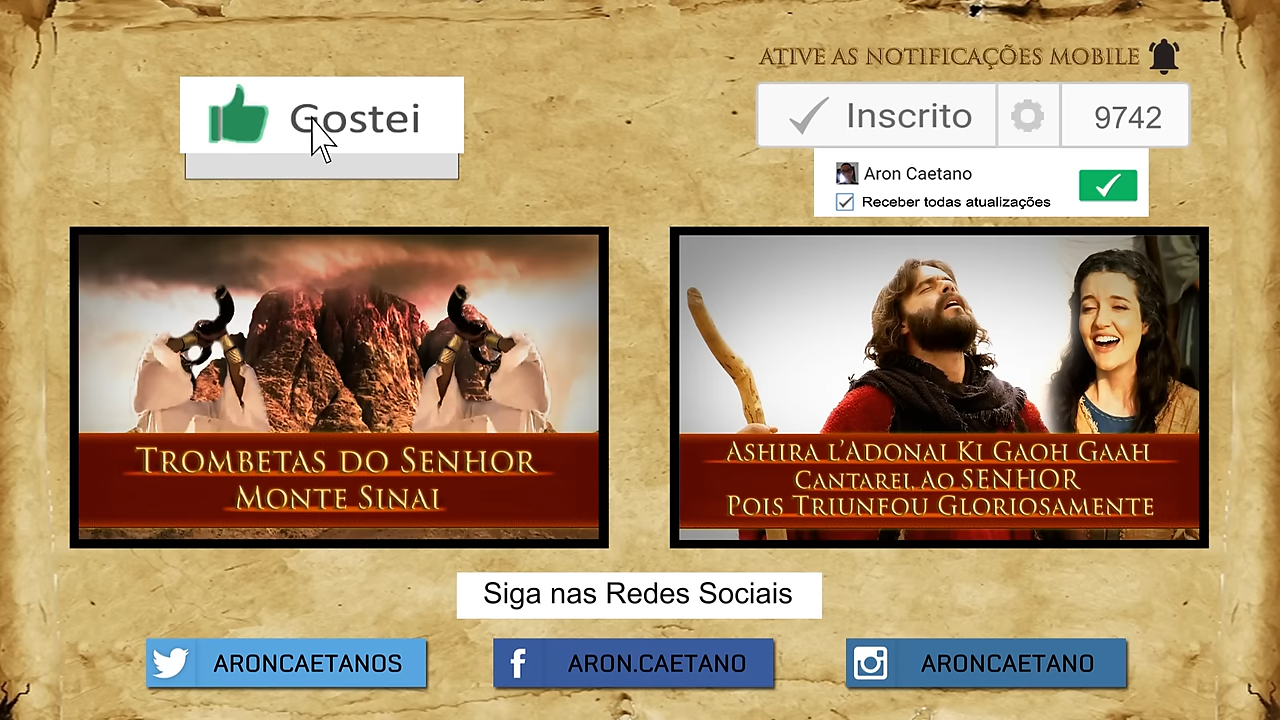 ATIVE AS NOTIFICAÇÕES MOBILE
Gostei
Inscrito
9742
Aron Caetano
Receber todas atualizações
TROMBETAS DO SENHOR
MONTE SINAI
ASHIRA L'ADONAI KI GAOH GAAH
CANTAREI, AO SENHOR
POIS TRIUNFOU GLORIOSAMENTE
Siga nas Redes Sociais
ARONCAETANOS
ARON.CAETANO
ARONCAETANO